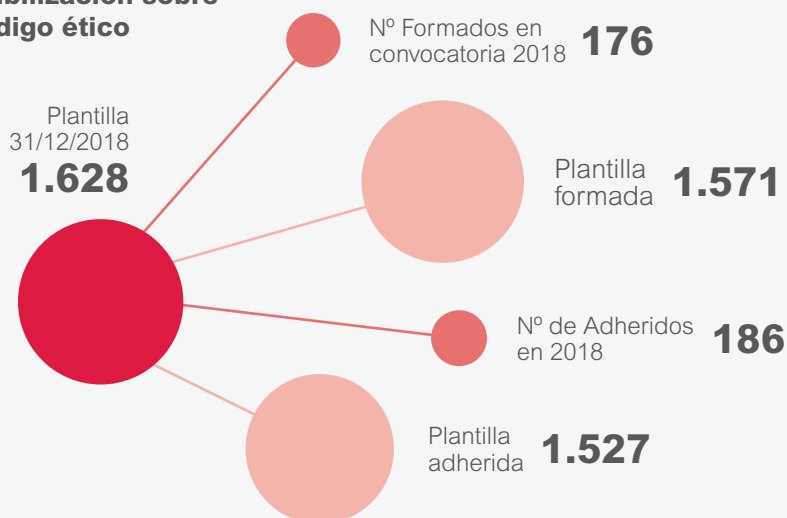 digo ético
Nº Formados en
convocatoria 2018 176
Plantilla
31/12/2018
1.628
Plantilla
formada 1.571
Nº de Adheridos
en 2018 186
Plantilla
adherida 1.527